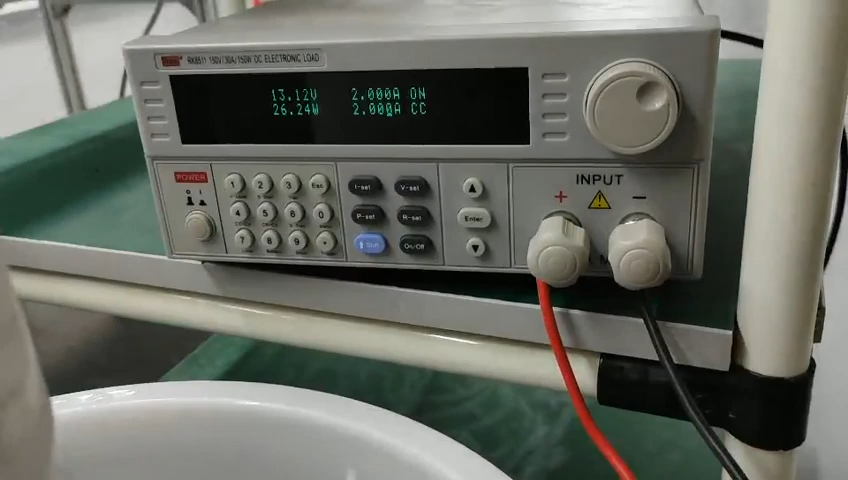 RK8511 150V/30A/150W DC ELECTRONIC LOAD
13.12V 2.000A ON
26.24W 2.000A CC
POWER
O I
1 2 3 Esc
4 5 6 0
7 8 9 •
I-set V-set
P-set R-set
Shift On/Off
▲
Enter
▼
INPUT
+ −